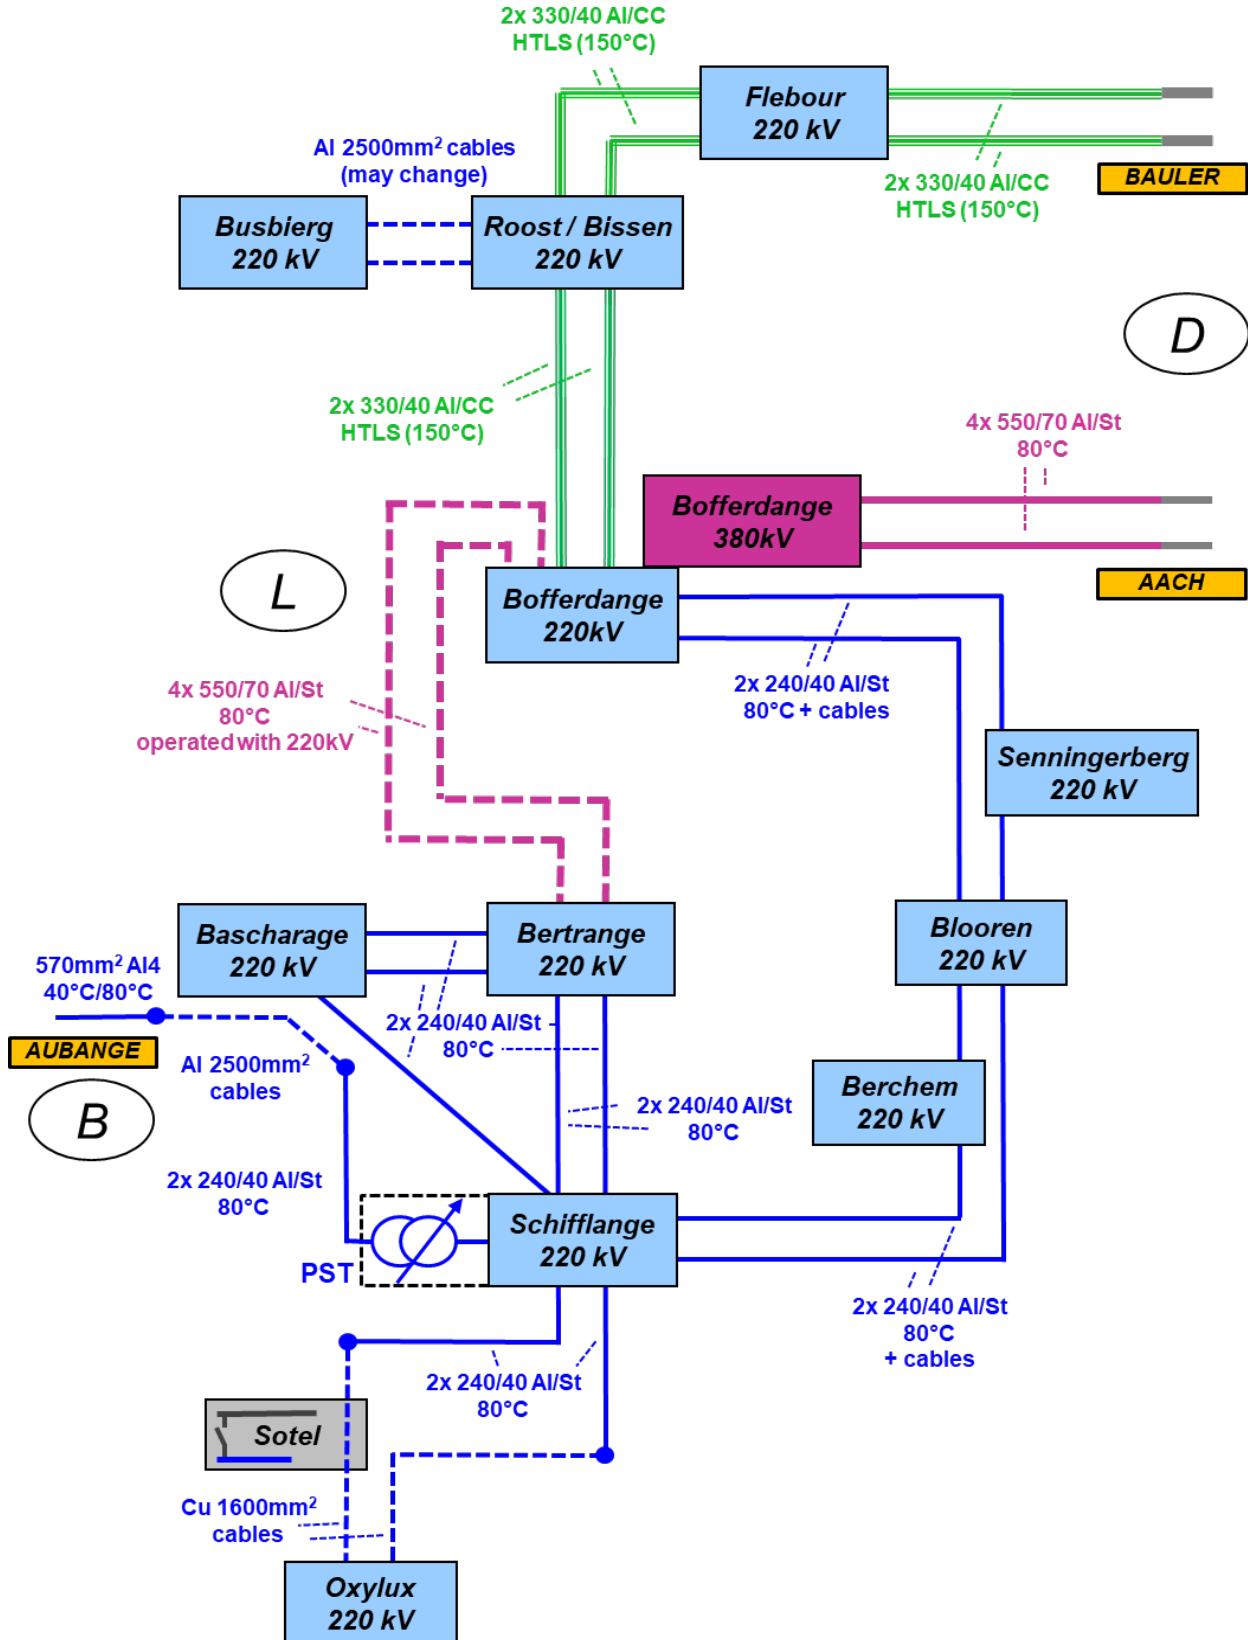 2x 330/40 Al/CC
HTLS (150°C)
Flebour
220 kV
Al 2500mm² cables
(may change)
2x 330/40 Al/CC
HTLS (150°C)
BAULER
Busbierg
220 kV
Roost / Bissen
220 kV
D
2x 330/40 Al/CC
HTLS (150°C)
4x 550/70 Al/St
80°C
Bofferdange
380kV
L
AACH
Bofferdange
220kV
4x 550/70 Al/St
80°C
operated with 220kV
2x 240/40 Al/St
80°C + cables
Senningerberg
220 kV
Bascharage
220 kV
Bertrange
220 kV
Blooren
220 kV
570mm² Al4
40°C/80°C
2x 240/40 Al/St
80°C
AUBANGE
Al 2500mm²
cables
B
Berchem
220 kV
2x 240/40 Al/St
80°C
2x 240/40 Al/St
80°C
Schifflange
220 kV
PST
2x 240/40 Al/St
80°C
+ cables
2x 240/40 Al/St
80°C
Sotel
Cu 1600mm²
cables
Oxylux
220 kV